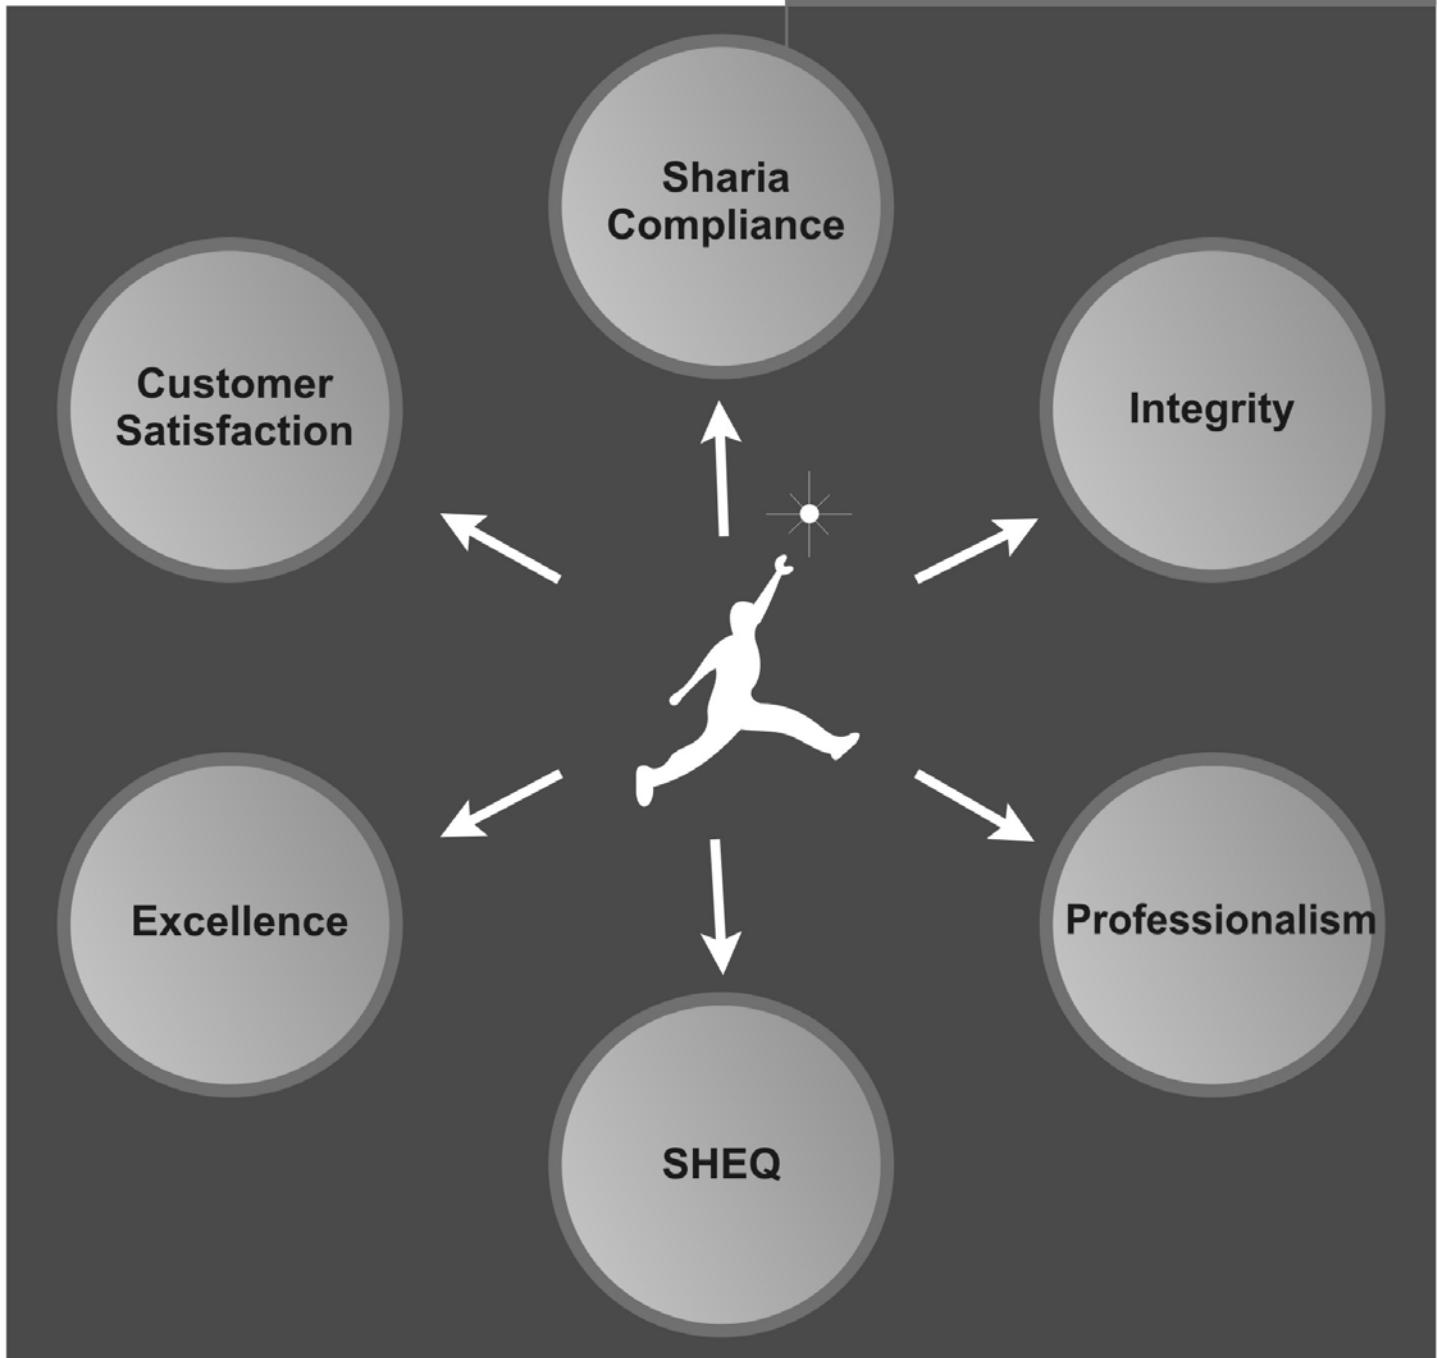 Sharia
Compliance
Customer
Satisfaction
Integrity
Excellence
Professionalism
SHEQ